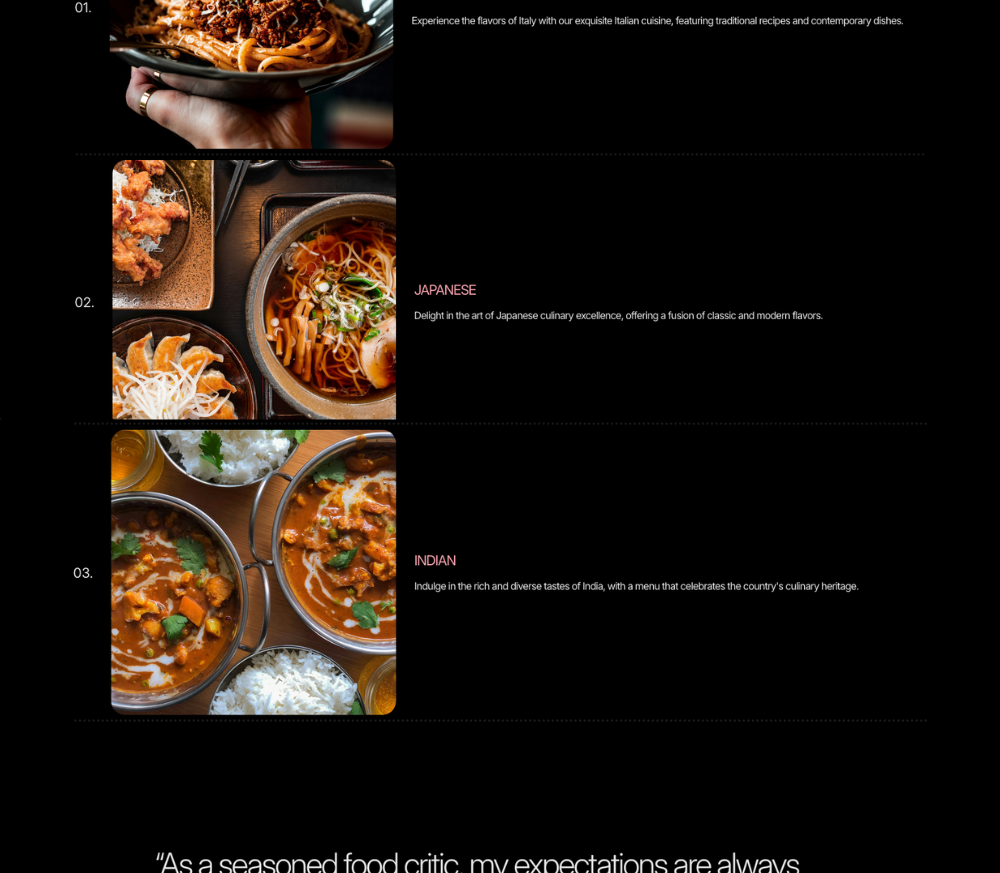 01.
Experience the flavors of Italy with our exquisite Italian cuisine, featuring traditional recipes and contemporary dishes.
02.
JAPANESE
Delight in the art of Japanese culinary excellence, offering a fusion of classic and modern flavors.
03.
INDIAN
Indulge in the rich and diverse tastes of India, with a menu that celebrates the country's culinary heritage.
“As a seasoned food critic, my expectations are always